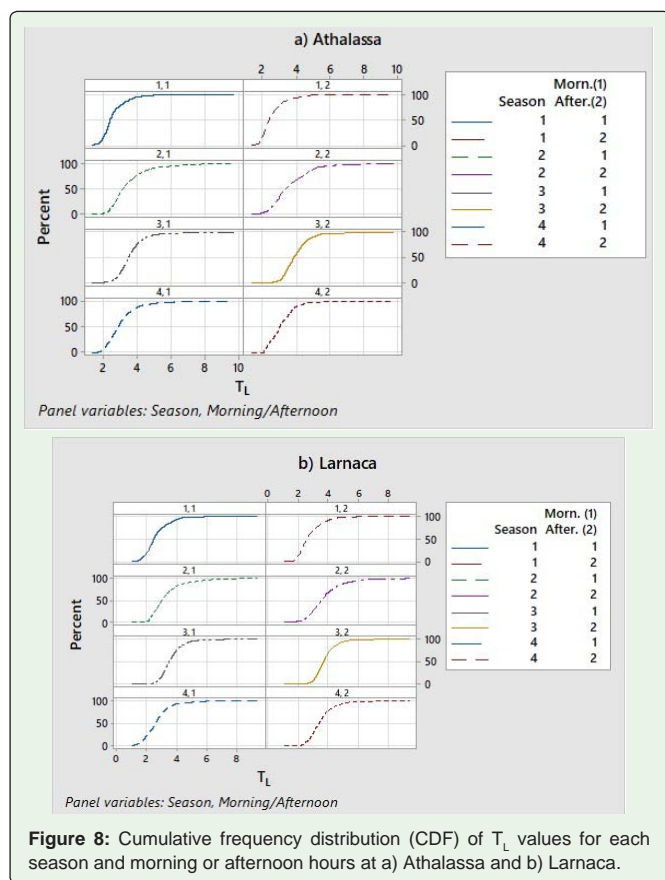 a) Athalassa
2 4 6 8 10
1, 1 1, 2
100
50
0
2, 1 2, 2
100
50
0
3, 1 3, 2
100
50
0
4, 1 4, 2
100
50
0
2 4 6 8 10
Percent
T_L
Panel variables: Season, Morning/Afternoon
Morn.(1)
Season After.(2)
1 1
1 2
2 1
2 2
3 1
3 2
4 1
4 2
b) Larnaca
0 2 4 6 8
1, 1 1, 2
100
50
0
2, 1 2, 2
100
50
0
3, 1 3, 2
100
50
0
4, 1 4, 2
100
50
0
0 2 4 6 8
Percent
T_L
Panel variables: Season, Morning/Afternoon
Morn. (1)
Season After. (2)
1 1
1 2
2 1
2 2
3 1
3 2
4 1
4 2
Figure 8: Cumulative frequency distribution (CDF) of T_L values for each
season and morning or afternoon hours at a) Athalassa and b) Larnaca.